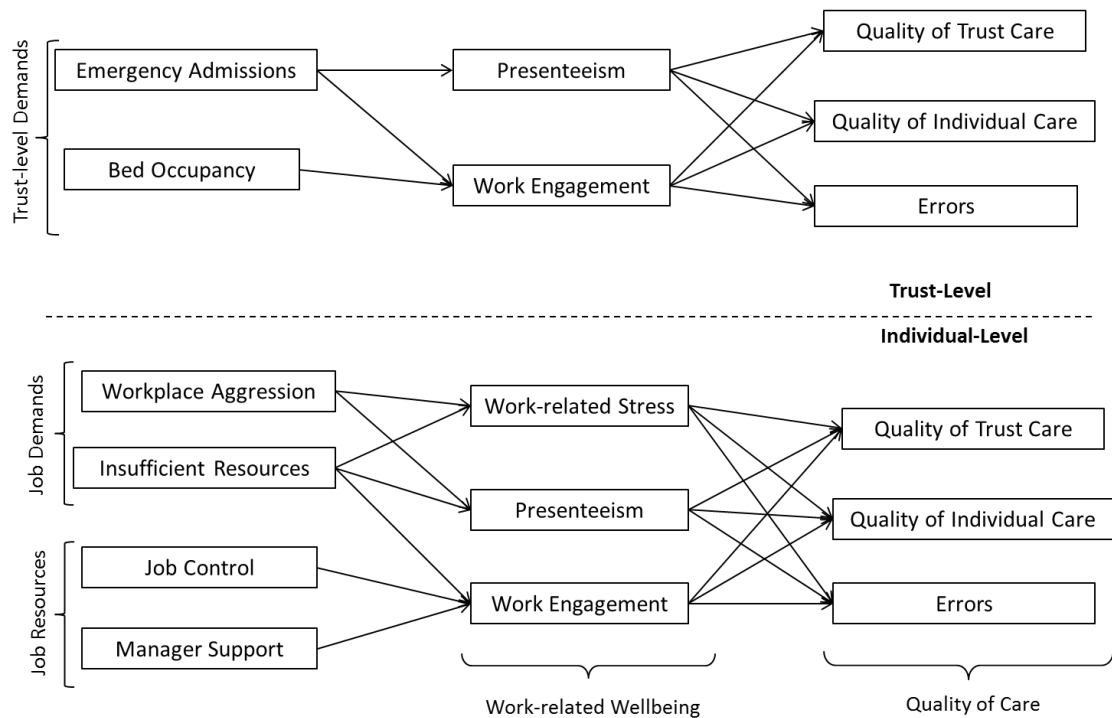 Trust-level Demands
Emergency Admissions
Bed Occupancy
Presenteeism
Work Engagement
Quality of Trust Care
Quality of Individual Care
Errors
Trust-Level
Individual-Level
Job Demands
Workplace Aggression
Insufficient Resources
Job Resources
Job Control
Manager Support
Work-related Stress
Presenteeism
Work Engagement
Work-related Wellbeing
Quality of Trust Care
Quality of Individual Care
Errors
Quality of Care